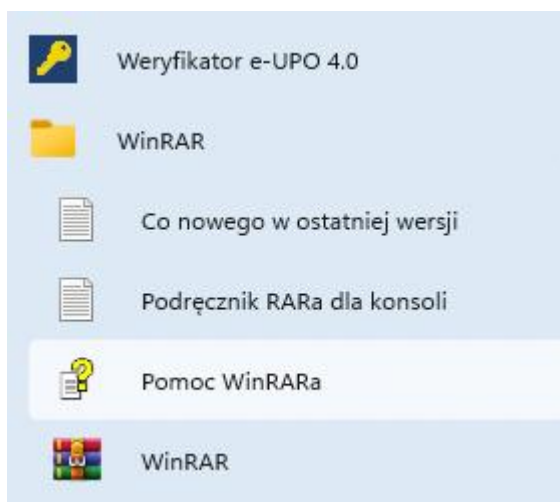 Weryfikator e-UPO 4.0
WinRAR
Co nowego w ostatniej wersji
Podręcznik RARa dla konsoli
Pomoc WinRARa
WinRAR